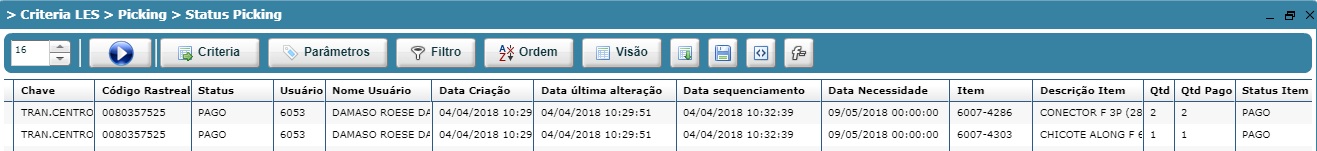 > Criteria LES > Picking > Status Picking
16 Criteria Parâmetros Filtro Ordem Visão
Chave Código Rastreal Status Usuário Nome Usuário Data Criação Data última alteração Data sequenciamento Data Necessidade Item Descrição Item Qtd Qtd Pago Status Item
TRAN.CENTRO 0080357525 PAGO 6053 DAMASO ROESE DA 04/04/2018 10:29 04/04/2018 10:29:51 04/04/2018 10:32:39 09/05/2018 00:00:00 6007-4286 CONECTOR F 3P (28 2 2 PAGO
TRAN.CENTRO 0080357525 PAGO 6053 DAMASO ROESE DA 04/04/2018 10:29 04/04/2018 10:29:51 04/04/2018 10:32:39 09/05/2018 00:00:00 6007-4303 CHICOTE ALONG F 6 1 1 PAGO